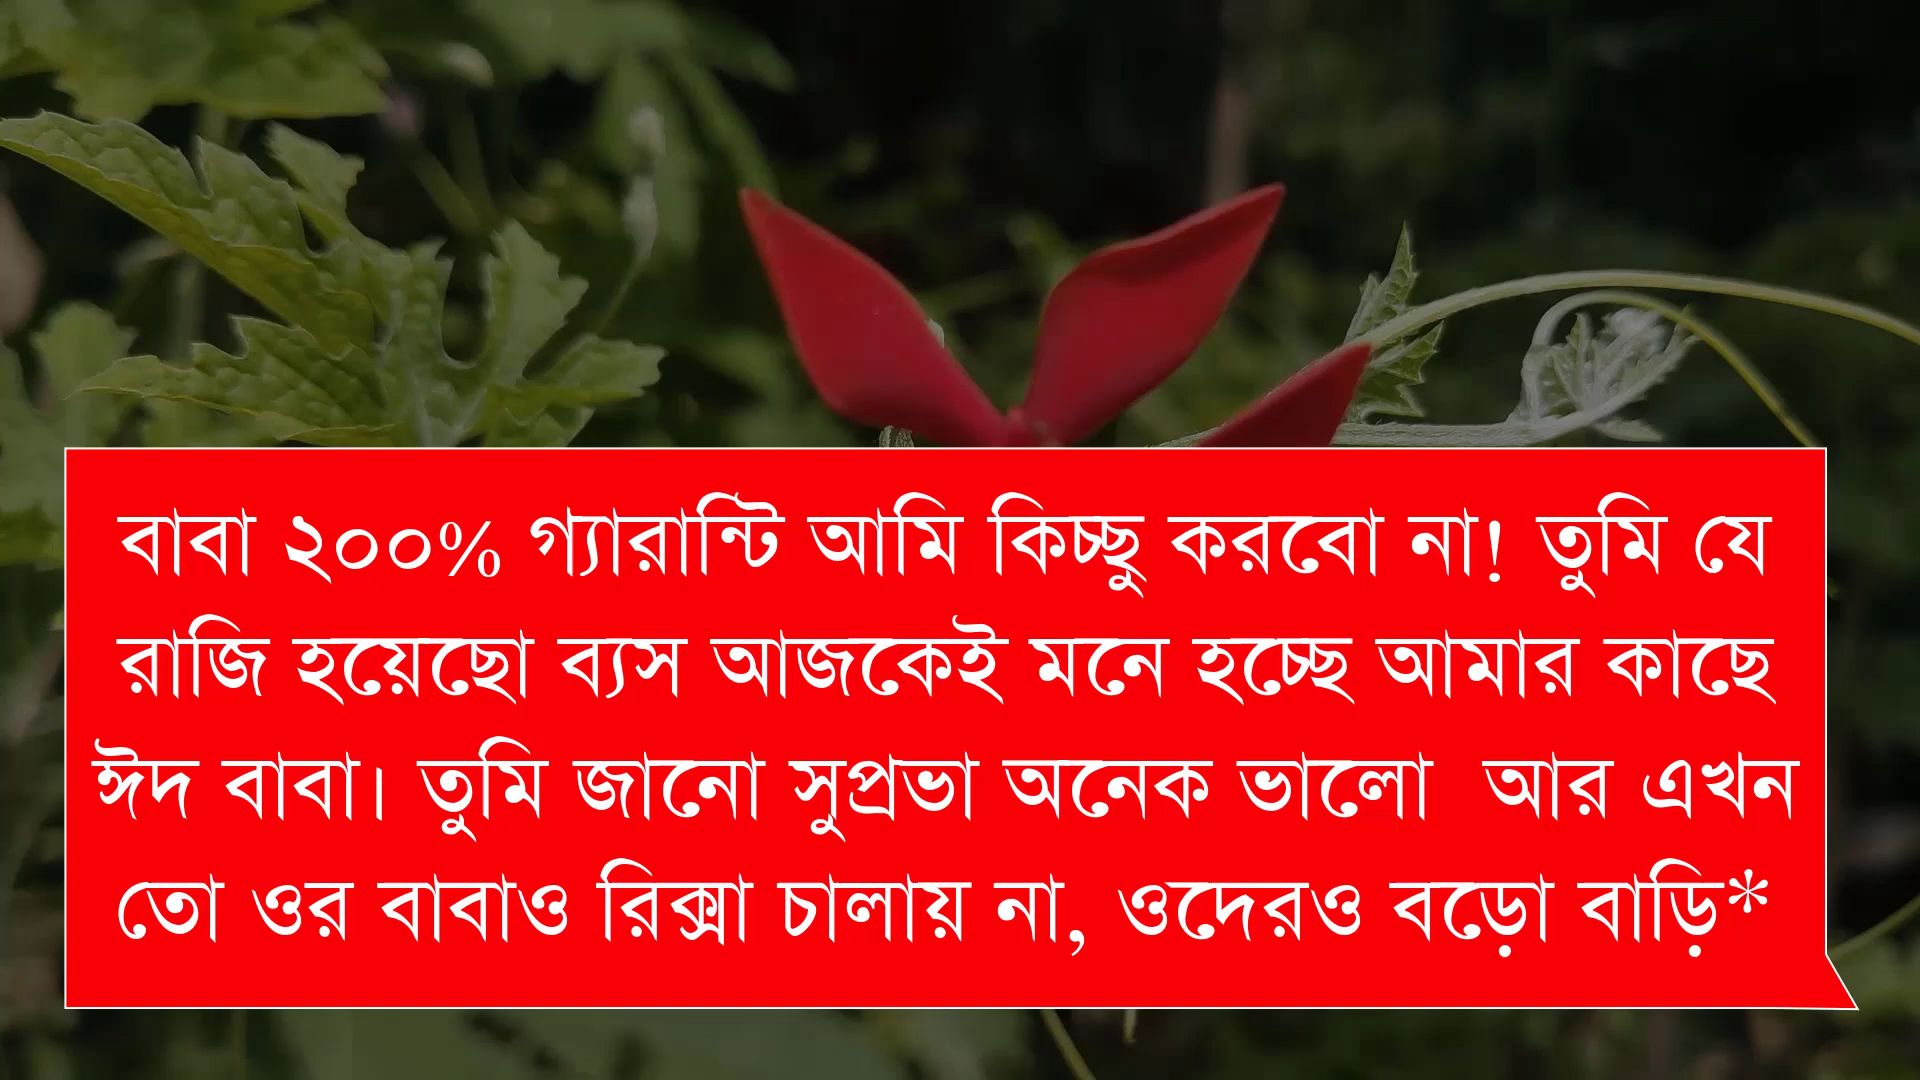 বাবা ২০০% গ্যারান্টি আমি কিচ্ছু করবো না! তুমি যে
রাজি হয়েছো ব্যস আজকেই মনে হচ্ছে আমার কাছে
ঈদ বাবা। তুমি জানো সুপ্রভা অনেক ভালো  আর এখন
তো ওর বাবাও রিক্সা চালায় না, ওদেরও বড়ো বাড়ি*